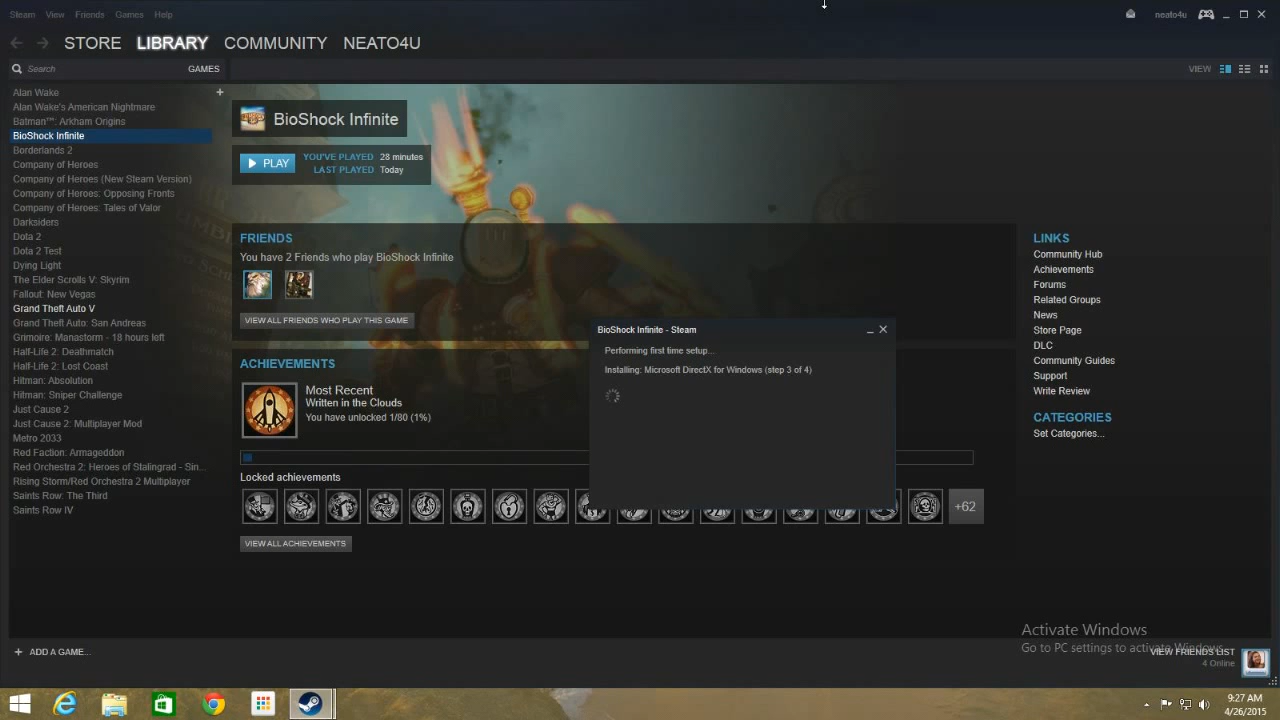 Steam View Friends Games Help
neato4u
STORE LIBRARY COMMUNITY NEATO4U
Search GAMES
VIEW
Alan Wake
Alan Wake's American Nightmare
Batman™: Arkham Origins
BioShock Infinite
Borderlands 2
Company of Heroes
Company of Heroes (New Steam Version)
Company of Heroes: Opposing Fronts
Company of Heroes: Tales of Valor
Darksiders
Dota 2
Dota 2 Test
Dying Light
The Elder Scrolls V: Skyrim
Fallout: New Vegas
Grand Theft Auto V
Grand Theft Auto: San Andreas
Grimoire: Manastorm - 18 hours left
Half-Life 2: Deathmatch
Half-Life 2: Lost Coast
Hitman: Absolution
Hitman: Sniper Challenge
Just Cause 2
Just Cause 2: Multiplayer Mod
Metro 2033
Red Faction: Armageddon
Red Orchestra 2: Heroes of Stalingrad - Sin...
Rising Storm/Red Orchestra 2 Multiplayer
Saints Row: The Third
Saints Row IV
+ ADD A GAME...
BioShock Infinite
PLAY
YOU'VE PLAYED 28 minutes
LAST PLAYED Today
FRIENDS
You have 2 Friends who play BioShock Infinite
VIEW ALL FRIENDS WHO PLAY THIS GAME
ACHIEVEMENTS
Most Recent
Written in the Clouds
You have unlocked 1/80 (1%)
Locked achievements
+62
VIEW ALL ACHIEVEMENTS
BioShock Infinite - Steam
Performing first time setup...
Installing: Microsoft DirectX for Windows (step 3 of 4)
LINKS
Community Hub
Achievements
Forums
Related Groups
News
Store Page
DLC
Community Guides
Support
Write Review
CATEGORIES
Set Categories...
Activate Windows
Go to PC settings to activate Windows.
VIEW FRIENDS LIST
4 Online
9:27 AM
4/26/2015